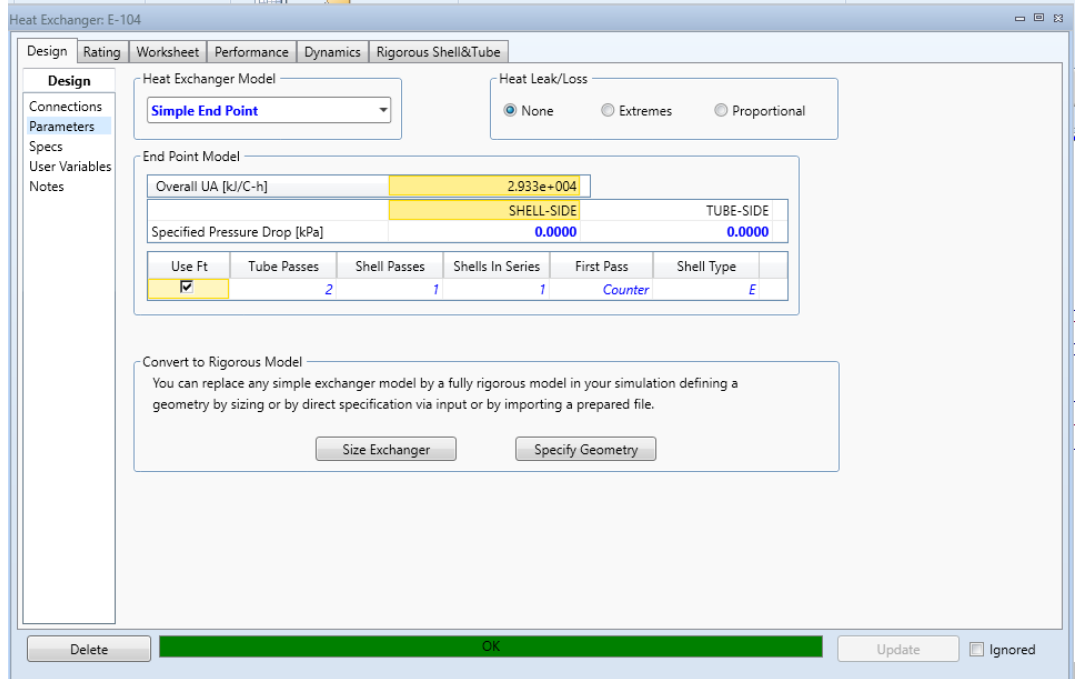 Heat Exchanger: E-104
Design Rating Worksheet Performance Dynamics Rigorous Shell&Tube
Design
Connections
Parameters
Specs
User Variables
Notes
Heat Exchanger Model
Simple End Point
Heat Leak/Loss
None Extremes Proportional
End Point Model
Overall UA [kJ/C-h] 2.933e+004
SHELL-SIDE TUBE-SIDE
Specified Pressure Drop [kPa] 0.0000 0.0000
Use Ft Tube Passes Shell Passes Shells In Series First Pass Shell Type
2 1 1 Counter E
Convert to Rigorous Model
You can replace any simple exchanger model by a fully rigorous model in your simulation defining a
geometry by sizing or by direct specification via input or by importing a prepared file.
Size Exchanger Specify Geometry
Delete OK Update Ignored